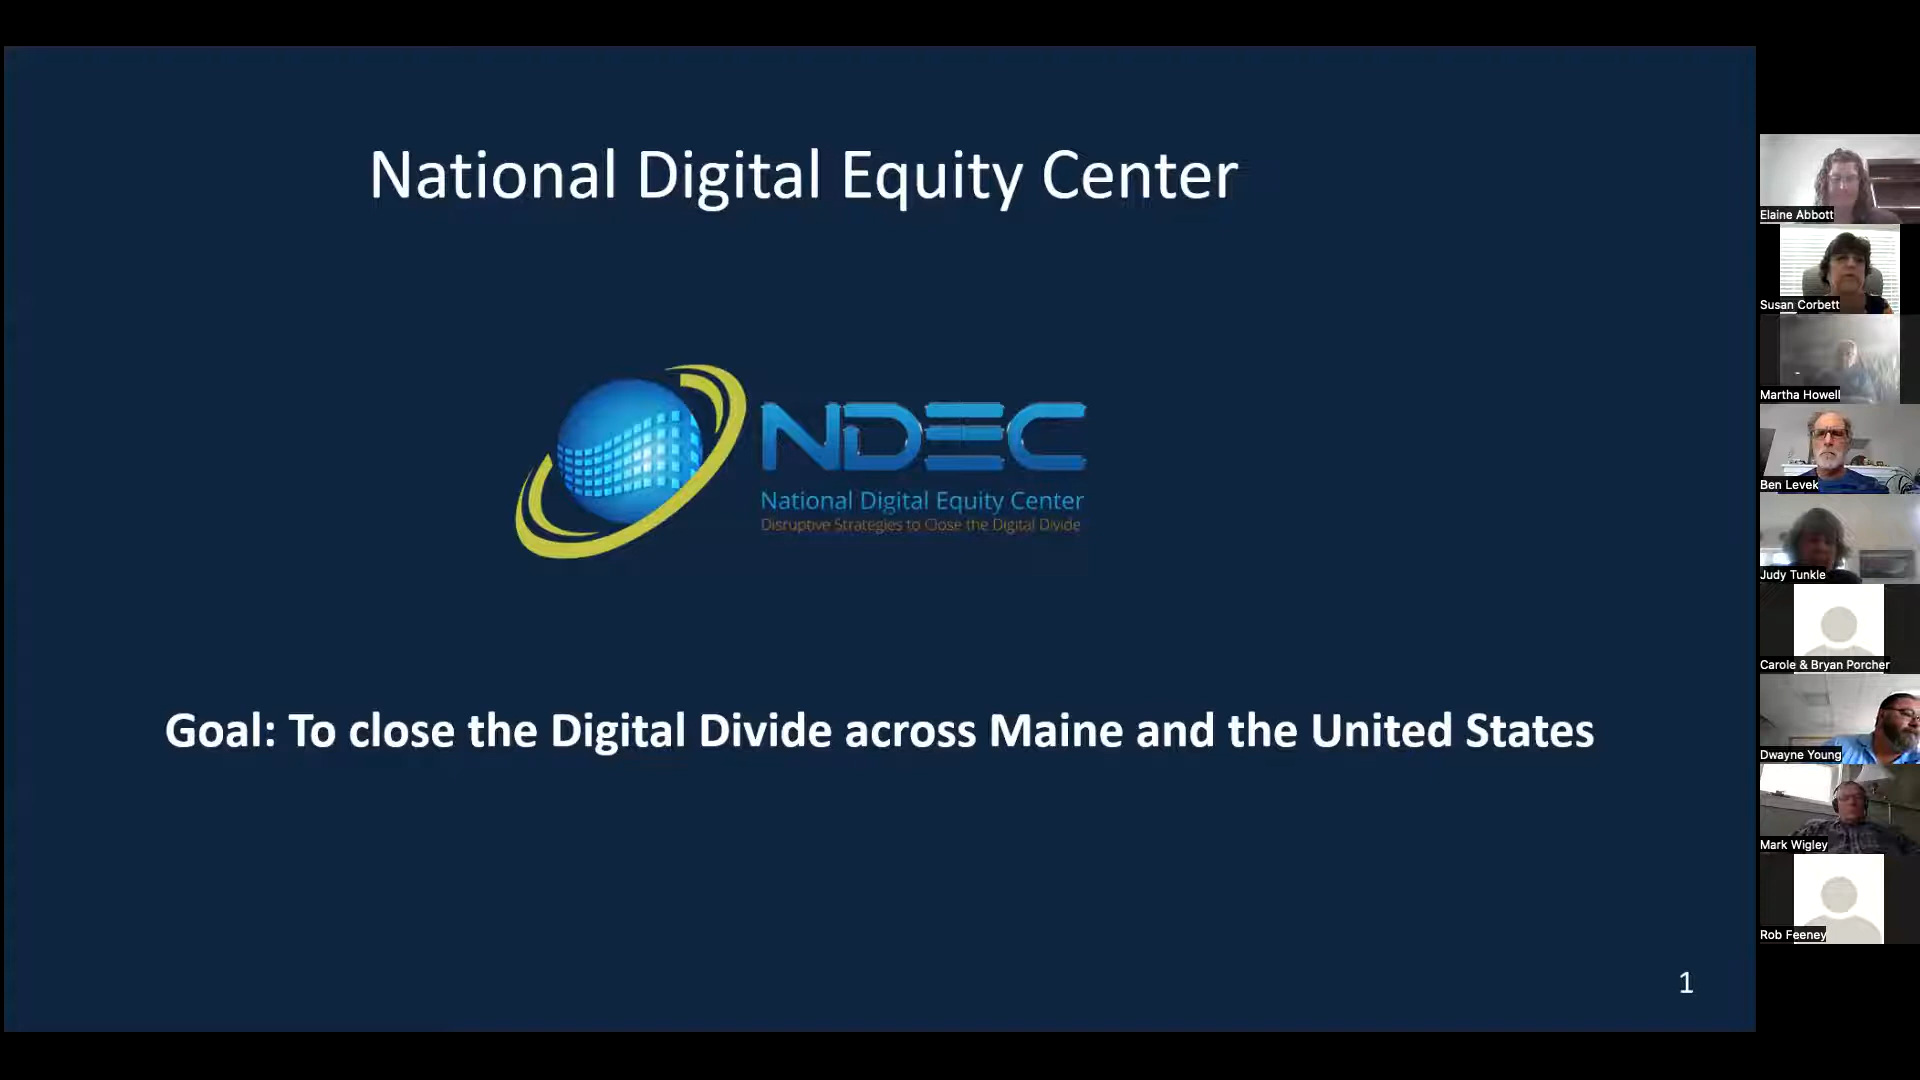 National Digital Equity Center
NDEC
National Digital Equity Center
Disruptive Strategies to Close the Digital Divide
Goal: To close the Digital Divide across Maine and the United States
1
Elaine Abbott
Susan Corbett
Martha Howell
Ben Levek
Judy Tunkle
Carole & Bryan Porcher
Dwayne Young
Mark Wigley
Rob Feeney